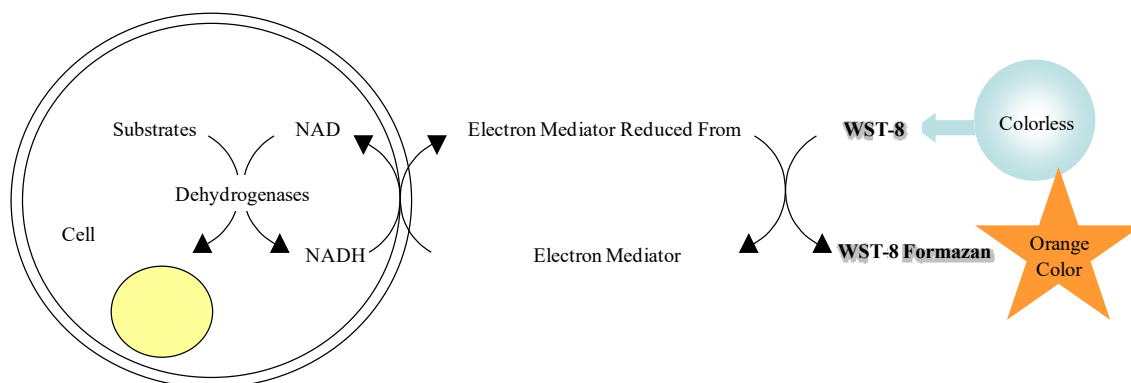 Substrates
NAD
Electron Mediator Reduced From
WST-8
Colorless
Dehydrogenases
Cell
NADH
Electron Mediator
WST-8 Formazan
Orange
Color